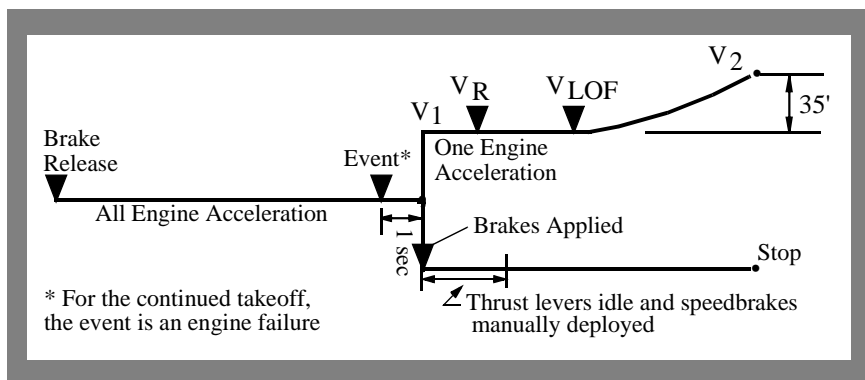 V2
VR
VLOF
V1
35'
Brake
Release
Event*
One Engine
Acceleration
All Engine Acceleration
1 sec
Brakes Applied
Stop
* For the continued takeoff,
the event is an engine failure
Thrust levers idle and speedbrakes
manually deployed